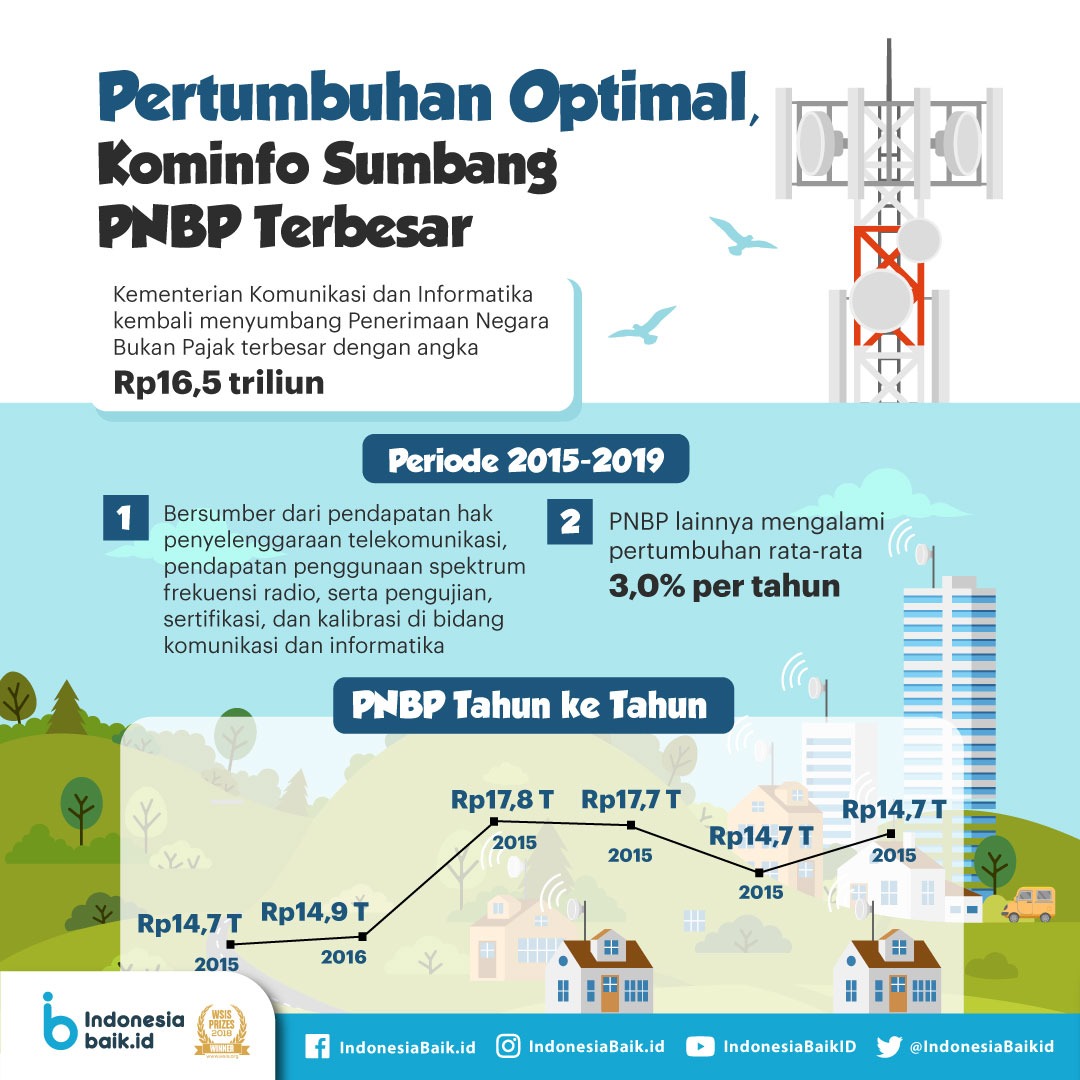 Pertumbuhan Optimal,
Kominfo Sumbang
PNBP Terbesar
Kementerian Komunikasi dan Informatika
kembali menyumbang Penerimaan Negara
Bukan Pajak terbesar dengan angka
Rp16,5 triliun
Periode 2015-2019
1
Bersumber dari pendapatan hak
penyelenggaraan telekomunikasi,
pendapatan penggunaan spektrum
frekuensi radio, serta pengujian,
sertifikasi, dan kalibrasi di bidang
komunikasi dan informatika
2
PNBP lainnya mengalami
pertumbuhan rata-rata
3,0% per tahun
PNBP Tahun ke Tahun
Rp14,7 T
2015
Rp14,9 T
2016
Rp17,8 T
2015
Rp17,7 T
2015
Rp14,7 T
2015
Rp14,7 T
2015
Indonesia
baik.id
WSIS
PRIZES
2018
WINNER
www.wsis.org
IndonesiaBaik.id
IndonesiaBaik.id
IndonesiaBaikID
@IndonesiaBaikid